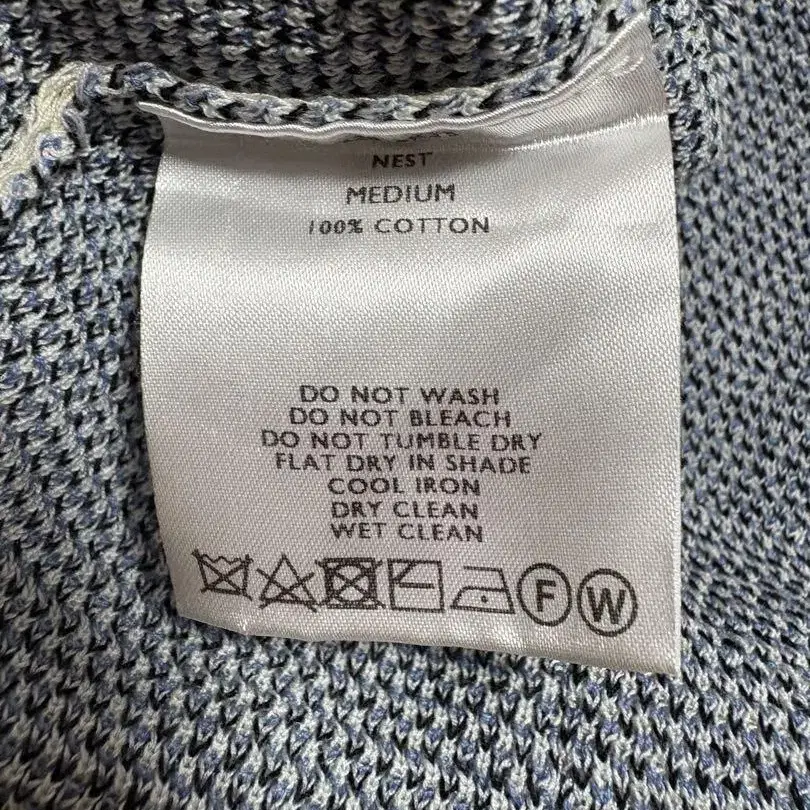 NEST
MEDIUM
100% COTTON
DO NOT WASH
DO NOT BLEACH
DO NOT TUMBLE DRY
FLAT DRY IN SHADE
COOL IRON
DRY CLEAN
WET CLEAN
F W